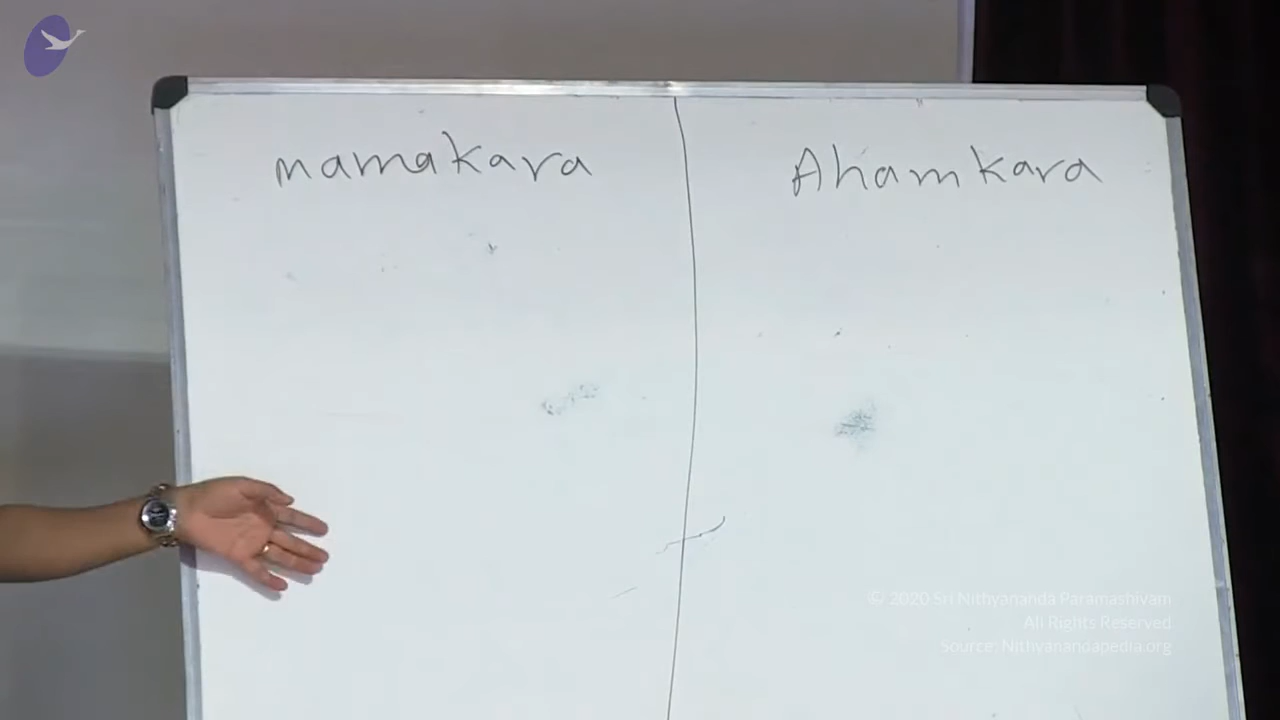 mamakara
Ahamkara
© 2020 Sri Nithyananda Paramashivam
All Rights Reserved
Source: Nithyanandapedia.org